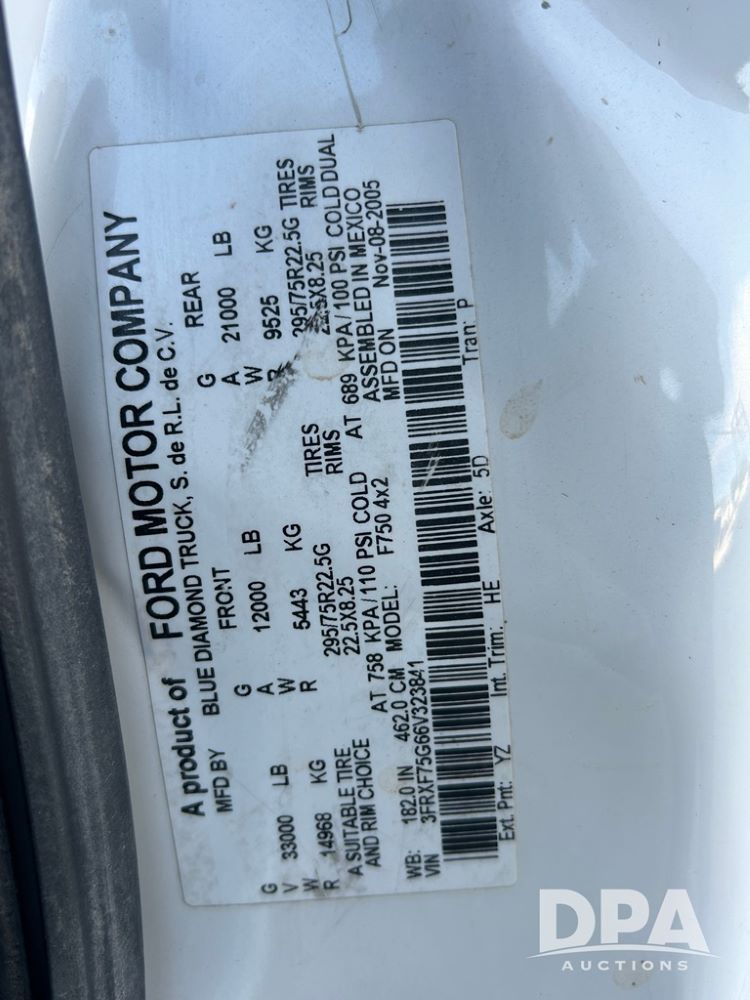 A product of FORD MOTOR COMPANY
MFD BY BLUE DIAMOND TRUCK, S. de R.L. de C.V.
FRONT REAR
G G G
V 33000 LB A 12000 LB A 21000 LB
W W W
R 14968 KG R 5443 KG R 9525 KG
A SUITABLE TIRE 295/75R22.5G TIRES 295/75R22.5G TIRES
AND RIM CHOICE 22.5X8.25 RIMS 22.5X8.25 RIMS
AT 758 KPA/110 PSI COLD AT 689 KPA/100 PSI COLD DUAL
WB: 182.0 IN 462.0 CM MODEL: F750 4x2 ASSEMBLED IN MEXICO
VIN 3FRXF75G66V323841 MFD ON Nov-08-2005
Ext. Pnt: YZ Int. Trim: HE Axle: 5D Tran: P
DPA
AUCTIONS